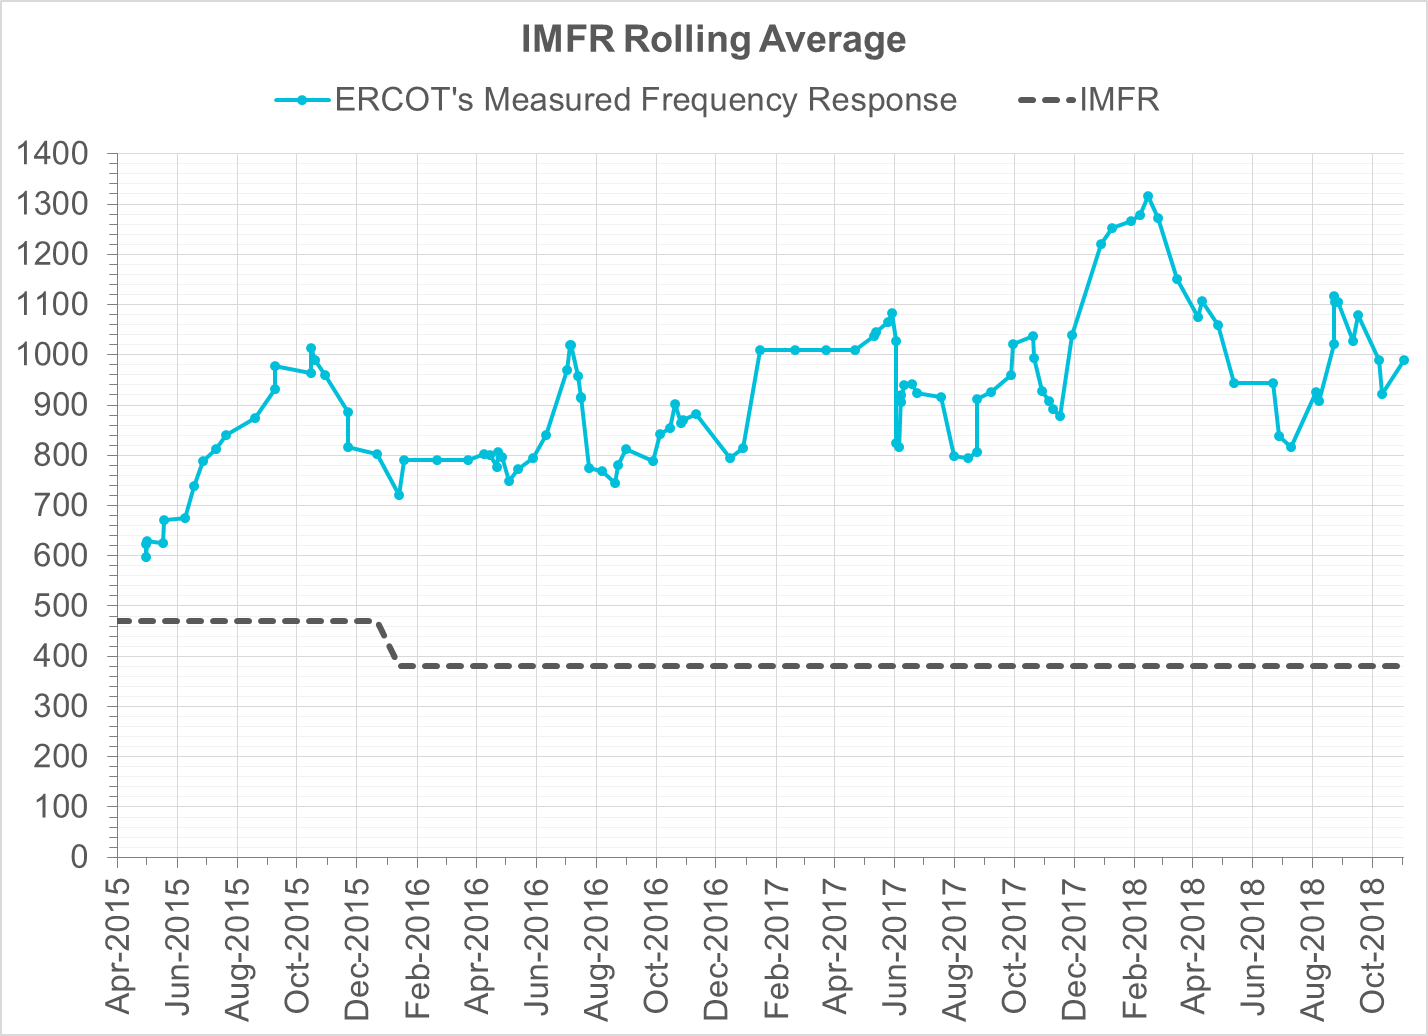 IMFR Rolling Average
ERCOT's Measured Frequency Response
IMFR
1400
1300
1200
1100
1000
900
800
700
600
500
400
300
200
100
0
Apr-2015
Jun-2015
Aug-2015
Oct-2015
Dec-2015
Feb-2016
Apr-2016
Jun-2016
Aug-2016
Oct-2016
Dec-2016
Feb-2017
Apr-2017
Jun-2017
Aug-2017
Oct-2017
Dec-2017
Feb-2018
Apr-2018
Jun-2018
Aug-2018
Oct-2018